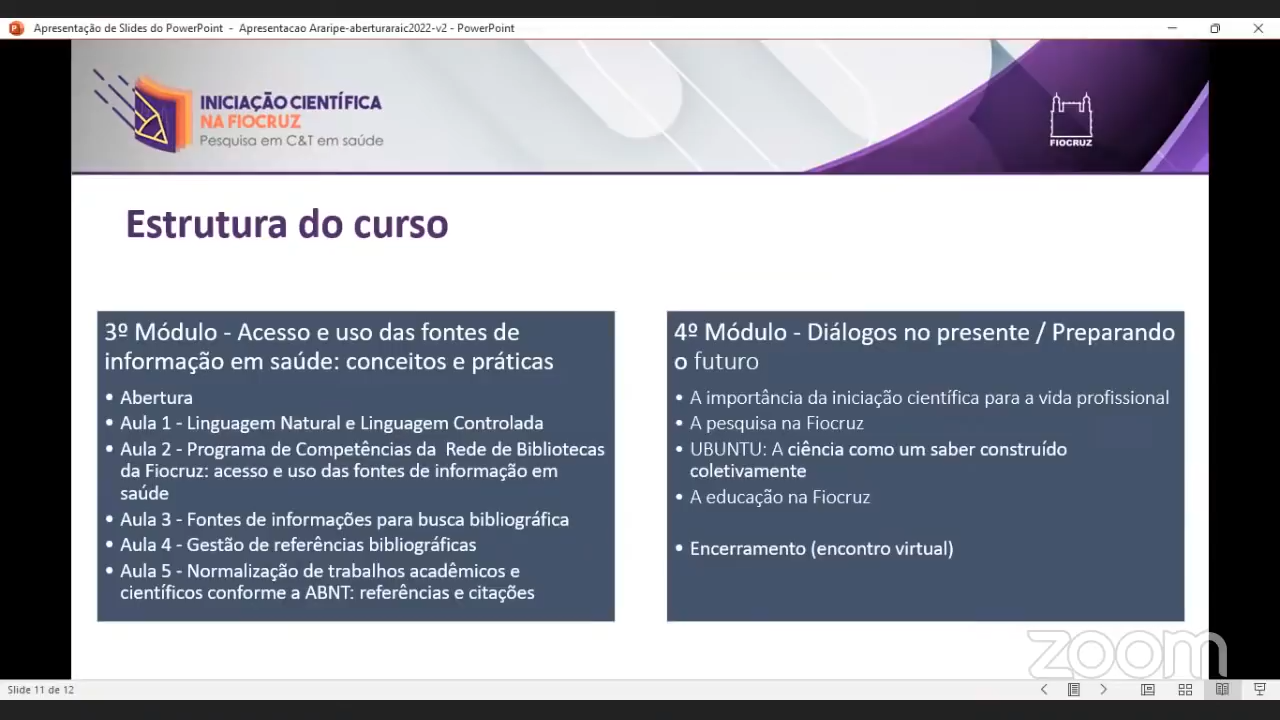 Apresentação de Slides do PowerPoint - Apresentacao Araripe-aberturaraic2022-v2 - PowerPoint
INICIAÇÃO CIENTÍFICA
NA FIOCRUZ
Pesquisa em C&T em saúde
FIOCRUZ
Estrutura do curso
3º Módulo - Acesso e uso das fontes de
informação em saúde: conceitos e práticas
• Abertura
• Aula 1 - Linguagem Natural e Linguagem Controlada
• Aula 2 - Programa de Competências da Rede de Bibliotecas
da Fiocruz: acesso e uso das fontes de informação em
saúde
• Aula 3 - Fontes de informações para busca bibliográfica
• Aula 4 - Gestão de referências bibliográficas
• Aula 5 - Normalização de trabalhos acadêmicos e
científicos conforme a ABNT: referências e citações
4º Módulo - Diálogos no presente / Preparando
o futuro
• A importância da iniciação científica para a vida profissional
• A pesquisa na Fiocruz
• UBUNTU: A ciência como um saber construído
coletivamente
• A educação na Fiocruz
• Encerramento (encontro virtual)
zoom
Slide 11 de 12